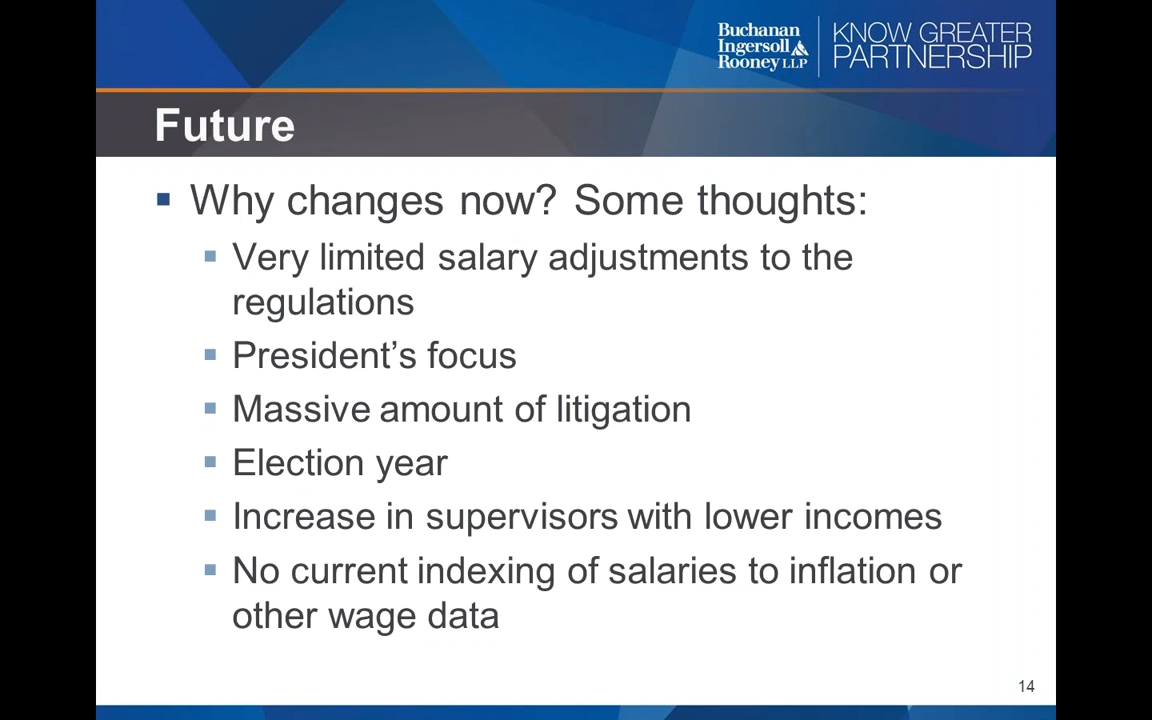 Buchanan
Ingersoll
Rooney LLP
KNOW GREATER
PARTNERSHIP
Future
Why changes now? Some thoughts:
Very limited salary adjustments to the
regulations
President’s focus
Massive amount of litigation
Election year
Increase in supervisors with lower incomes
No current indexing of salaries to inflation or
other wage data
14